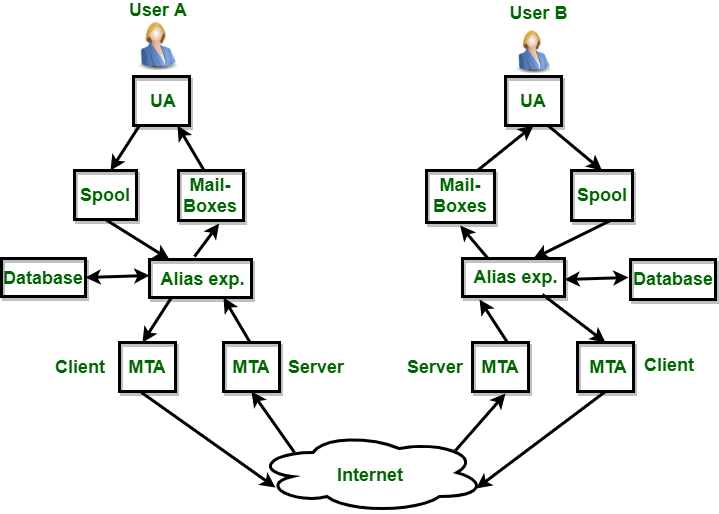 User A
User B
UA
UA
Spool
Mail-
Boxes
Mail-
Boxes
Spool
Database
Alias exp.
Alias exp.
Database
Client
MTA
MTA
Server
Server
MTA
MTA
Client
Internet